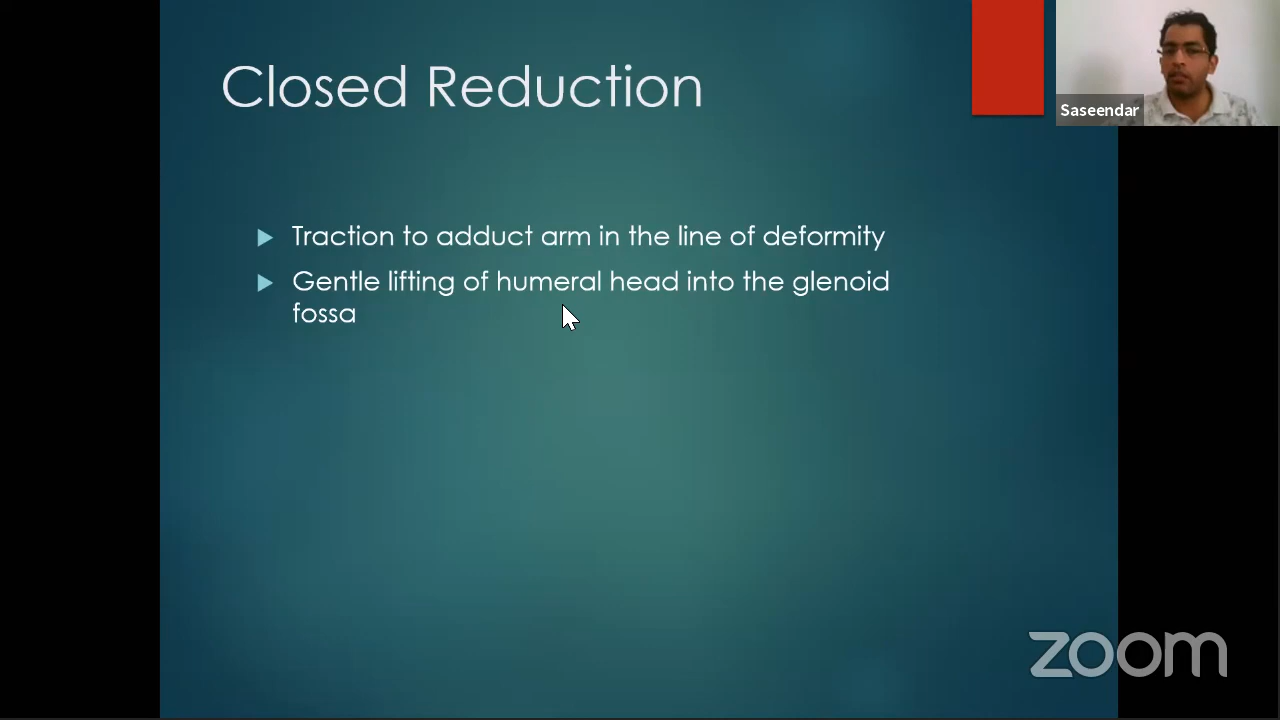 Closed Reduction
Saseendar
Traction to adduct arm in the line of deformity
Gentle lifting of humeral head into the glenoid
fossa
zoom